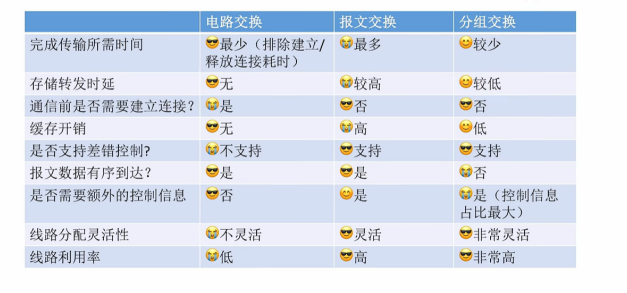 电路交换 报文交换 分组交换
完成传输所需时间 😎最少（排除建立/释放连接耗时） 😭最多 😊较少
存储转发时延 😎无 😭较高 😊较低
通信前是否需要建立连接？ 😭是 😎否 😎否
缓存开销 😎无 😭高 😊低
是否支持差错控制? 😭不支持 😎支持 😎支持
报文数据有序到达？ 😎是 😎是 😭否
是否需要额外的控制信息 😎否 😊是 😭是（控制信息占比最大）
线路分配灵活性 😭不灵活 😎灵活 😎非常灵活
线路利用率 😭低 😎高 😎非常高